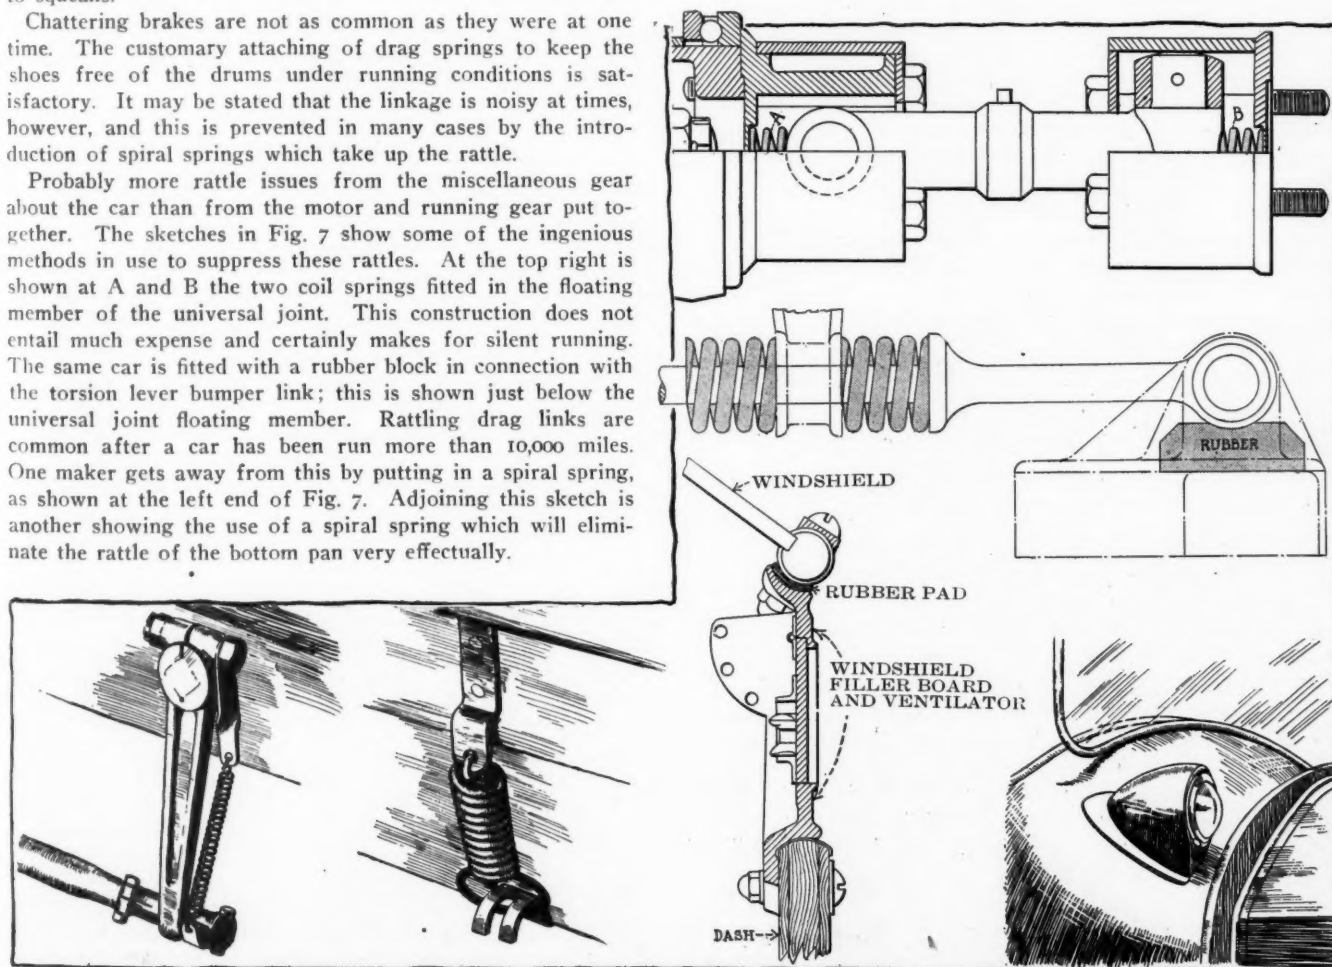 to squeaks.
Chattering brakes are not as common as they were at one
time. The customary attaching of drag springs to keep the
shoes free of the drums under running conditions is sat-
isfactory. It may be stated that the linkage is noisy at times,
however, and this is prevented in many cases by the intro-
duction of spiral springs which take up the rattle.
Probably more rattle issues from the miscellaneous gear
about the car than from the motor and running gear put to-
gether. The sketches in Fig. 7 show some of the ingenious
methods in use to suppress these rattles. At the top right is
shown at A and B the two coil springs fitted in the floating
member of the universal joint. This construction does not
entail much expense and certainly makes for silent running.
The same car is fitted with a rubber block in connection with
the torsion lever bumper link; this is shown just below the
universal joint floating member. Rattling drag links are
common after a car has been run more than 10,000 miles.
One maker gets away from this by putting in a spiral spring,
as shown at the left end of Fig. 7. Adjoining this sketch is
another showing the use of a spiral spring which will elimi-
nate the rattle of the bottom pan very effectually.
A
B
RUBBER
WINDSHIELD
RUBBER PAD
WINDSHIELD
FILLER BOARD
AND VENTILATOR
DASH